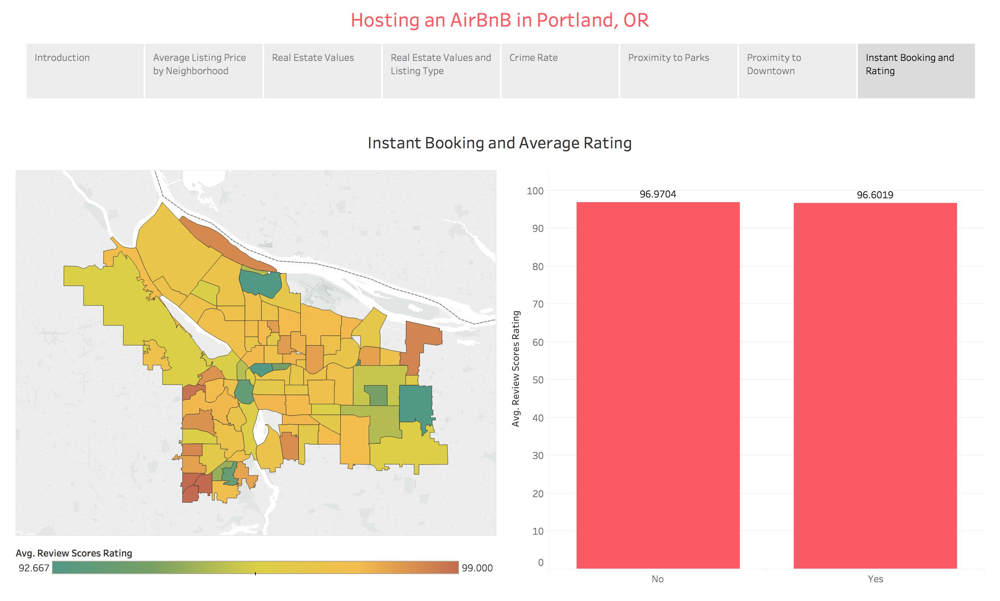 Hosting an AirBnB in Portland, OR
Introduction
Average Listing Price
by Neighborhood
Real Estate Values
Real Estate Values and
Listing Type
Crime Rate
Proximity to Parks
Proximity to
Downtown
Instant Booking and
Rating
Instant Booking and Average Rating
Avg. Review Scores Rating
92.667
99.000
Avg. Review Scores Rating
100
90
80
70
60
50
40
30
20
10
0
96.9704
96.6019
No
Yes